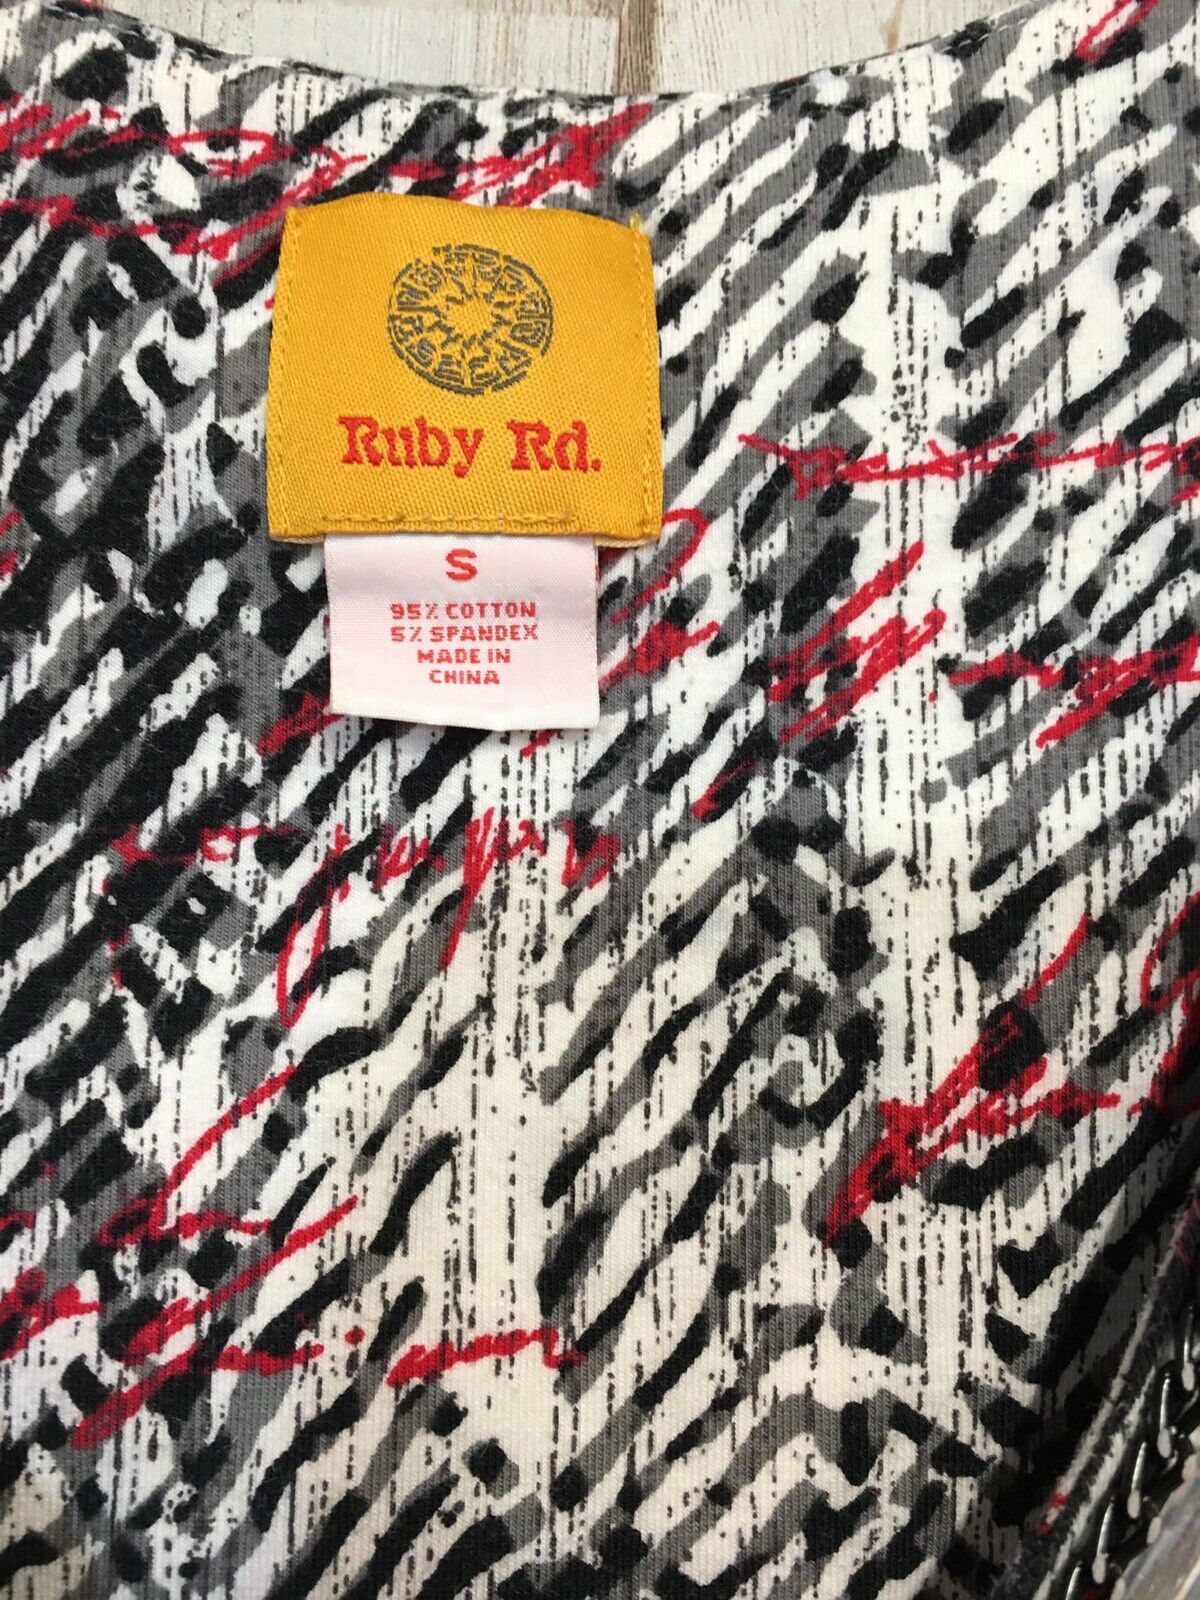 Ruby Rd.
S
95% COTTON
5% SPANDEX
MADE IN
CHINA